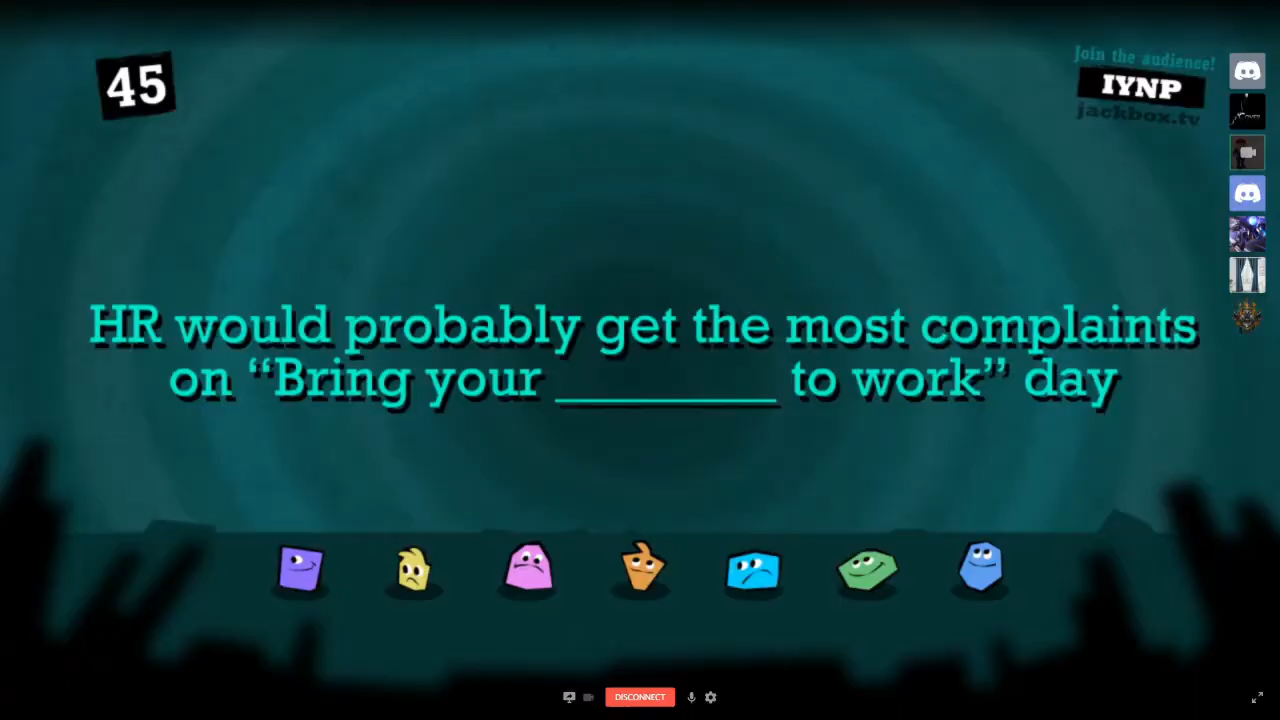 45
Join the audience!
IYNP
jackbox.tv
HR would probably get the most complaints
on “Bring your _________ to work” day
DISCONNECT